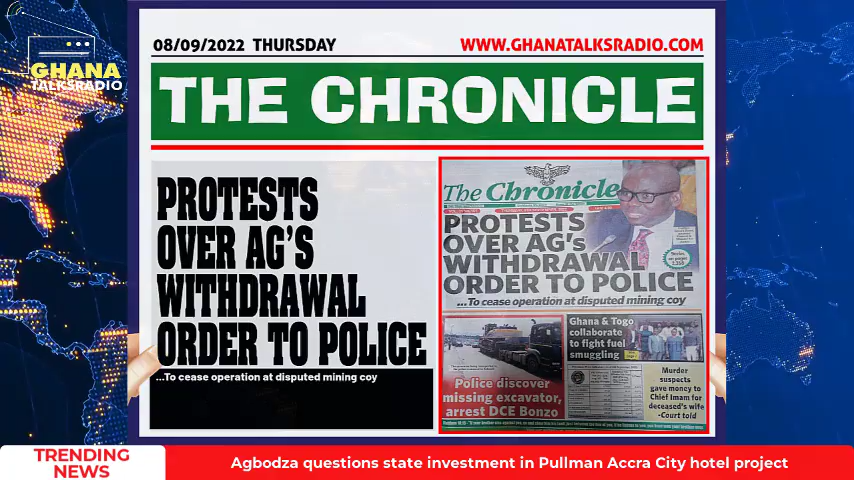 GHANA
TALKSRADIO
08/09/2022 THURSDAY
WWW.GHANATALKSRADIO.COM
THE CHRONICLE
PROTESTS
OVER AG'S
WITHDRAWAL
ORDER TO POLICE
...To cease operation at disputed mining coy
The Chronicle
PROTESTS
OVER AG's
WITHDRAWAL
ORDER TO POLICE
...To cease operation at disputed mining coy
Police discover
missing excavator,
arrest DCE Bonzo
Ghana & Togo
collaborate
to fight fuel
smuggling
Murder
suspects
gave money to
Chief Imam for
deceased's wife
-Court told
TRENDING
NEWS
Agbodza questions state investment in Pullman Accra City hotel project